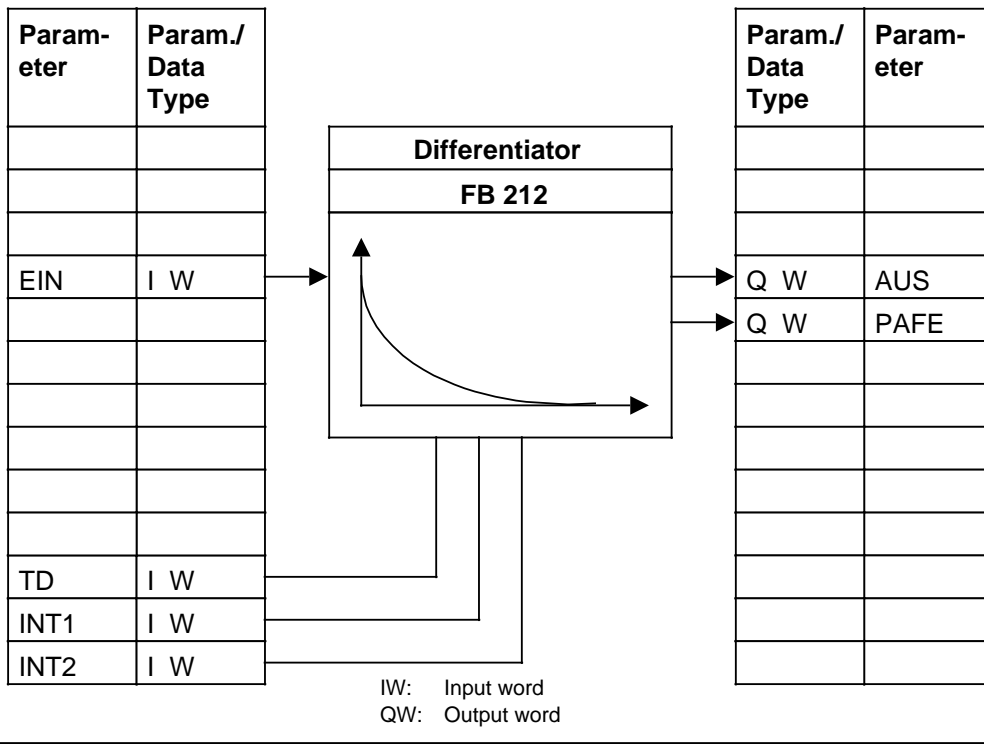 Param-
eter
Param./
Data
Type
Param./
Data
Type
Param-
eter
Differentiator
FB 212
EIN I W
Q W AUS
Q W PAFE
TD I W
INT1 I W
INT2 I W
IW: Input word
QW: Output word